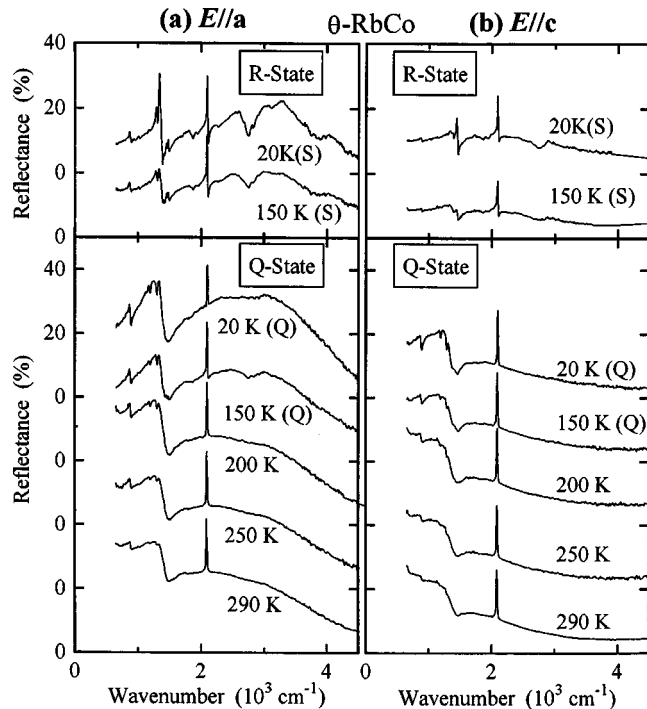 (a) E//a θ-RbCo (b) E//c
40
R-State
R-State
20
20K(S)
20K(S)
0
150 K (S)
150 K (S)
0
Reflectance (%)
Q-State
Q-State
40
20
20 K (Q)
20 K (Q)
0
150 K (Q)
150 K (Q)
0
200 K
200 K
0
250 K
250 K
0
290 K
290 K
0
Reflectance (%)
0 2 4 0 2 4
Wavenumber (10³ cm⁻¹) Wavenumber (10³ cm⁻¹)